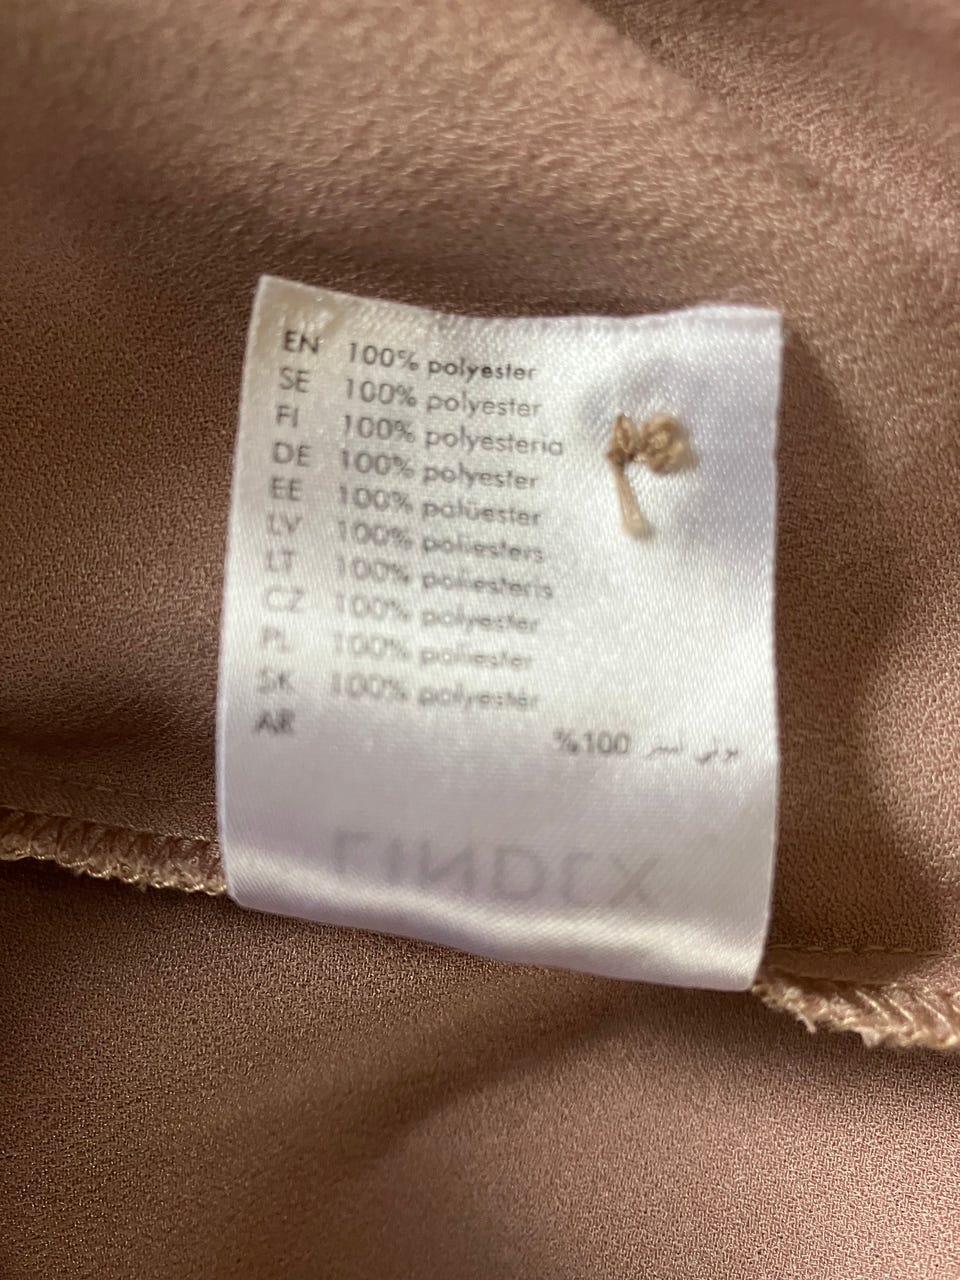 EN 100% polyester
SE 100% polyester
FI 100% polyesteria
DE 100% polyester
EE 100% polüester
LV 100% poliesters
LT 100% poliesteris
CZ 100% polyester
PL 100% poliester
SK 100% polyestér
AR %100 بولي استر
LINDEX